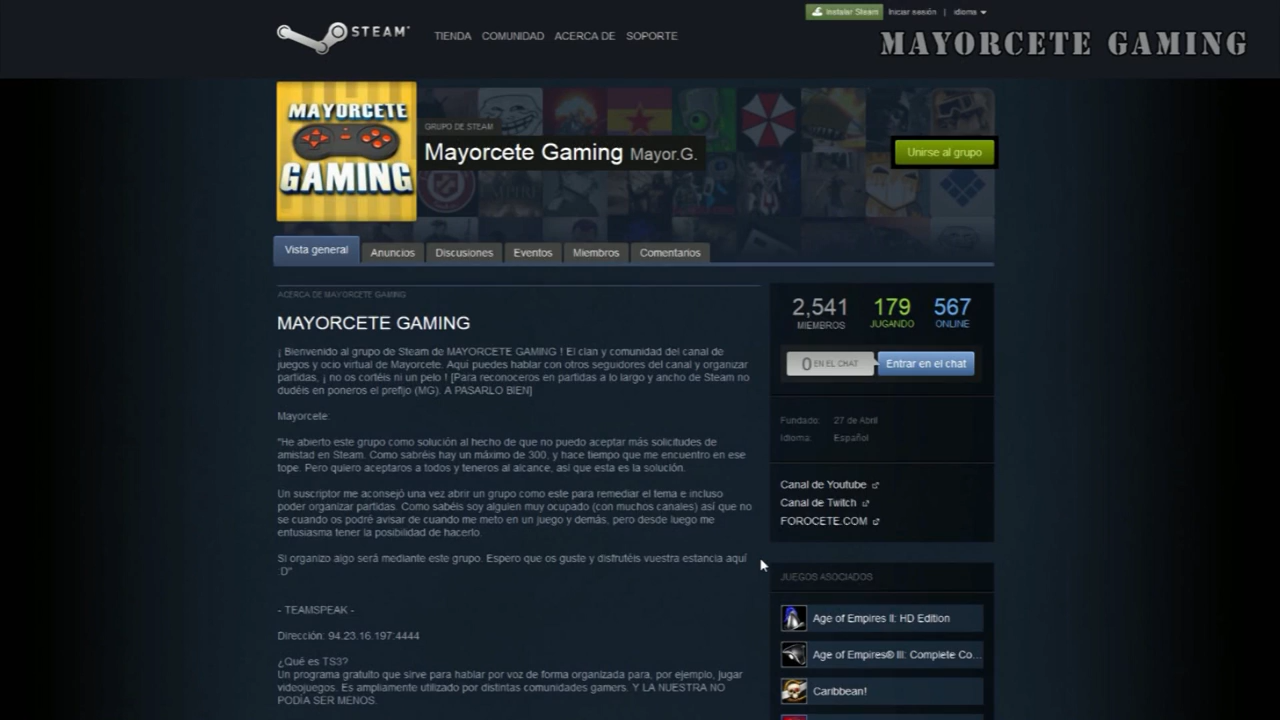 Instalar Steam
Iniciar sesión | idioma
STEAM
TIENDA COMUNIDAD ACERCA DE SOPORTE
MAYORCETE GAMING
MAYORCETE
GAMING
GRUPO DE STEAM
Mayorcete Gaming Mayor.G.
Unirse al grupo
Vista general
Anuncios
Discusiones
Eventos
Miembros
Comentarios
ACERCA DE MAYORCETE GAMING
MAYORCETE GAMING
¡ Bienvenido al grupo de Steam de MAYORCETE GAMING ! El clan y comunidad del canal de
juegos y ocio virtual de Mayorcete. Aquí puedes hablar con otros seguidores del canal y organizar
partidas, ¡ no os cortéis ni un pelo ! [Para reconoceros en partidas a lo largo y ancho de Steam no
dudéis en poneros el prefijo (MG). A PASARLO BIEN]
Mayorcete:
"He abierto este grupo como solución al hecho de que no puedo aceptar más solicitudes de
amistad en Steam. Como sabréis hay un máximo de 300, y hace tiempo que me encuentro en ese
tope. Pero quiero aceptaros a todos y teneros al alcance, asi que esta es la solución.
Un suscriptor me aconsejó una vez abrir un grupo como este para remediar el tema e incluso
poder organizar partidas. Como sabéis soy alguien muy ocupado (con muchos canales) así que no
se cuando os podré avisar de cuando me meto en un juego y demás, pero desde luego me
entusiasma tener la posibilidad de hacerlo.
Si organizo algo será mediante este grupo. Espero que os guste y disfrutéis vuestra estancia aquí
:D"
- TEAMSPEAK -
Dirección: 94.23.16.197:4444
¿Qué es TS3?
Un programa gratuito que sirve para hablar por voz de forma organizada para, por ejemplo, jugar
videojuegos. Es ampliamente utilizado por distintas comunidades gamers. Y LA NUESTRA NO
PODÍA SER MENOS.
2,541 179 567
MIEMBROS JUGANDO ONLINE
0 EN EL CHAT
Entrar en el chat
Fundado: 27 de Abril
Idioma: Español
Canal de Youtube
Canal de Twitch
FOROCETE.COM
JUEGOS ASOCIADOS
Age of Empires II: HD Edition
Age of Empires® III: Complete Co...
Caribbean!